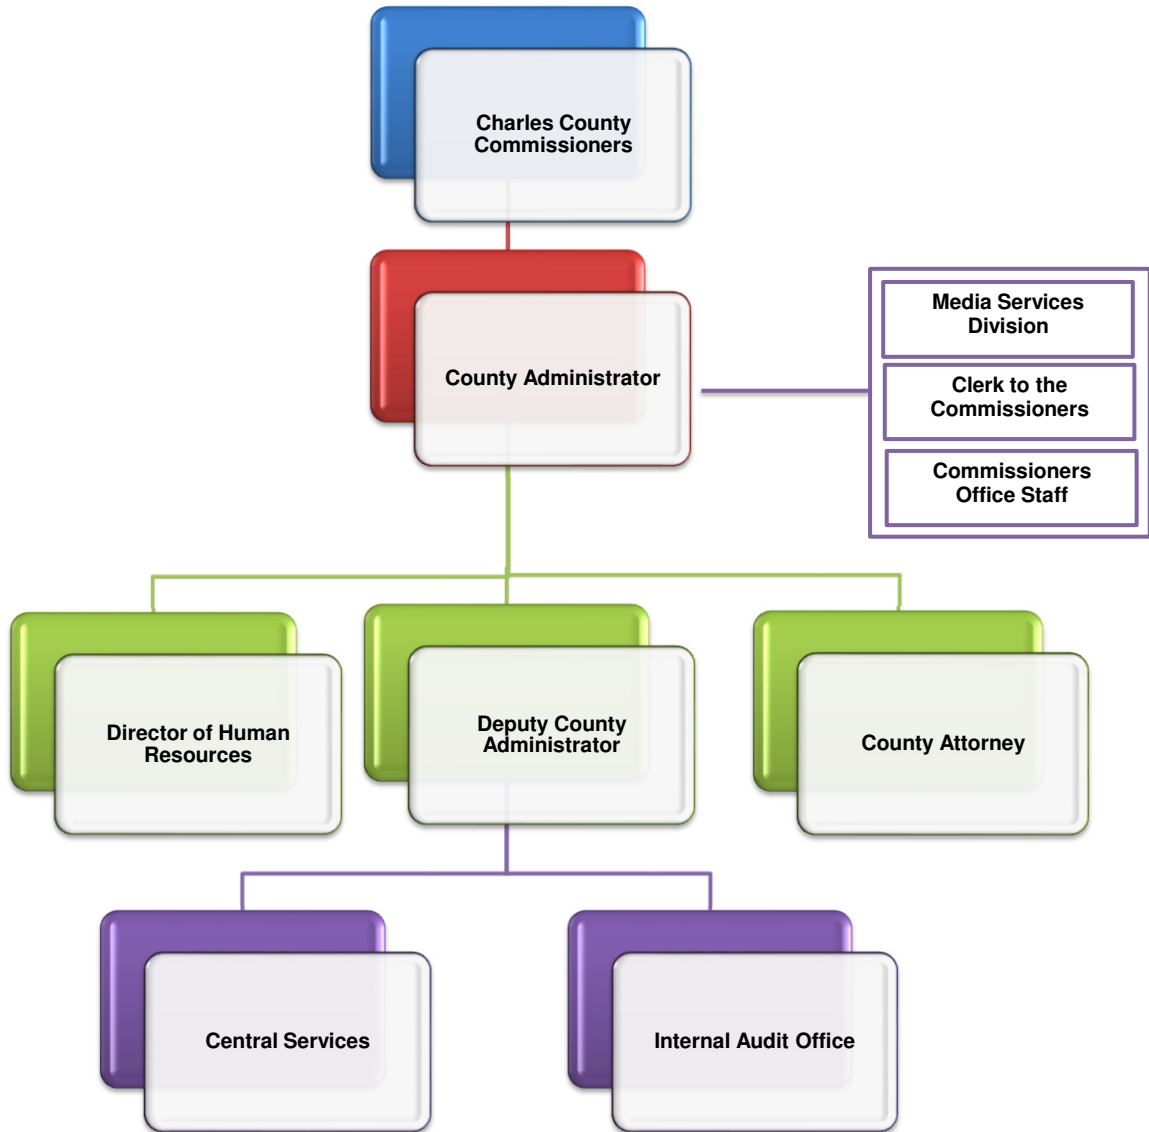 Charles County
Commissioners
County Administrator
Media Services
Division
Clerk to the
Commissioners
Commissioners
Office Staff
Director of Human
Resources
Deputy County
Administrator
County Attorney
Central Services
Internal Audit Office